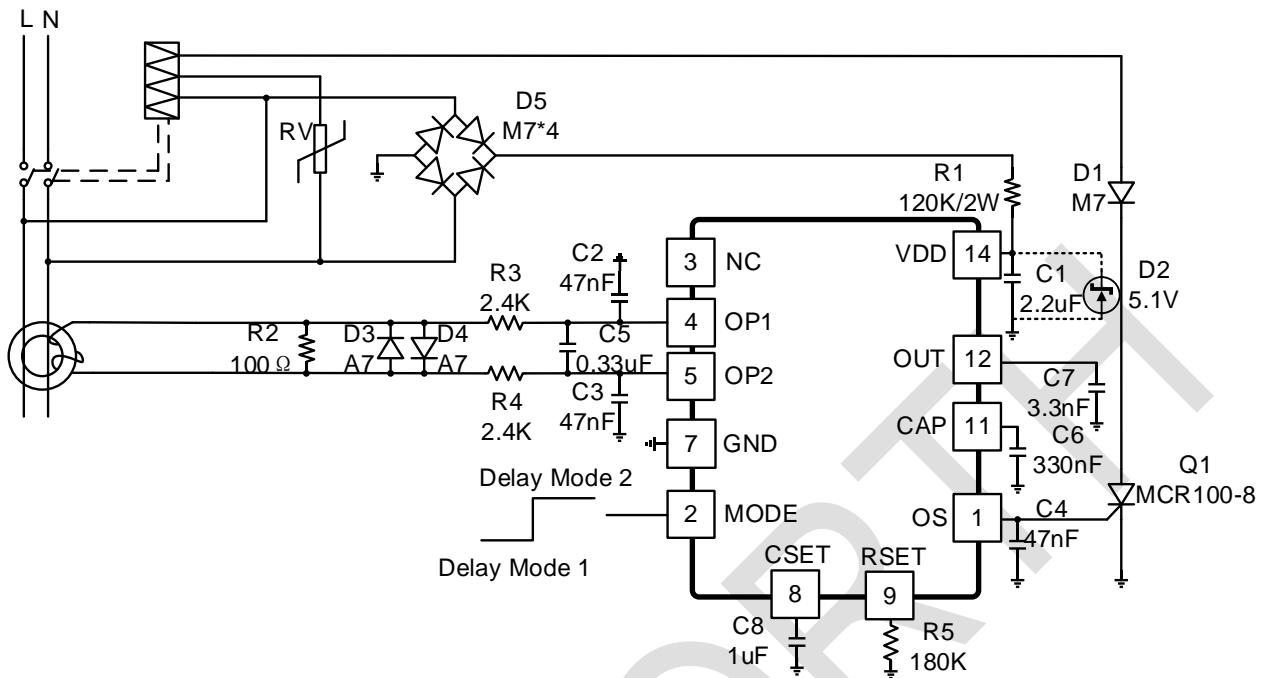 L N
D5
M7*4
RV
R1
120K/2W
D1
M7
C2
47nF
R3
2.4K
3
NC
VDD
14
C1
2.2uF
D2
5.1V
R2
100 Ω
D3
A7
D4
A7
C5
0.33uF
4
OP1
5
OP2
OUT
12
C7
3.3nF
R4
2.4K
C3
47nF
7
GND
CAP
11
C6
330nF
Delay Mode 2
Delay Mode 1
2
MODE
OS
1
C4
47nF
Q1
MCR100-8
CSET
8
RSET
9
C8
1uF
R5
180K